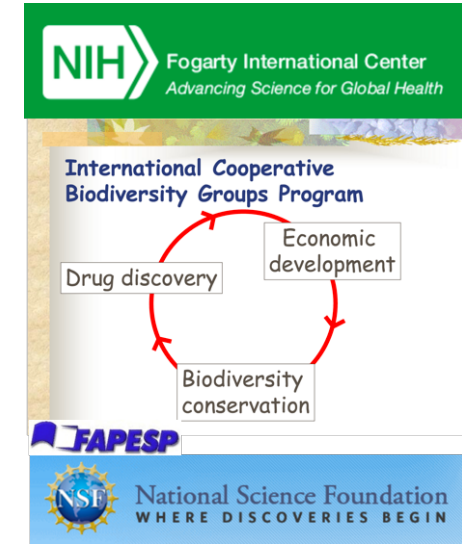 NIH
Fogarty International Center
Advancing Science for Global Health
International Cooperative
Biodiversity Groups Program
Economic
development
Drug discovery
Biodiversity
conservation
FAPESP
NSF
National Science Foundation
WHERE DISCOVERIES BEGIN